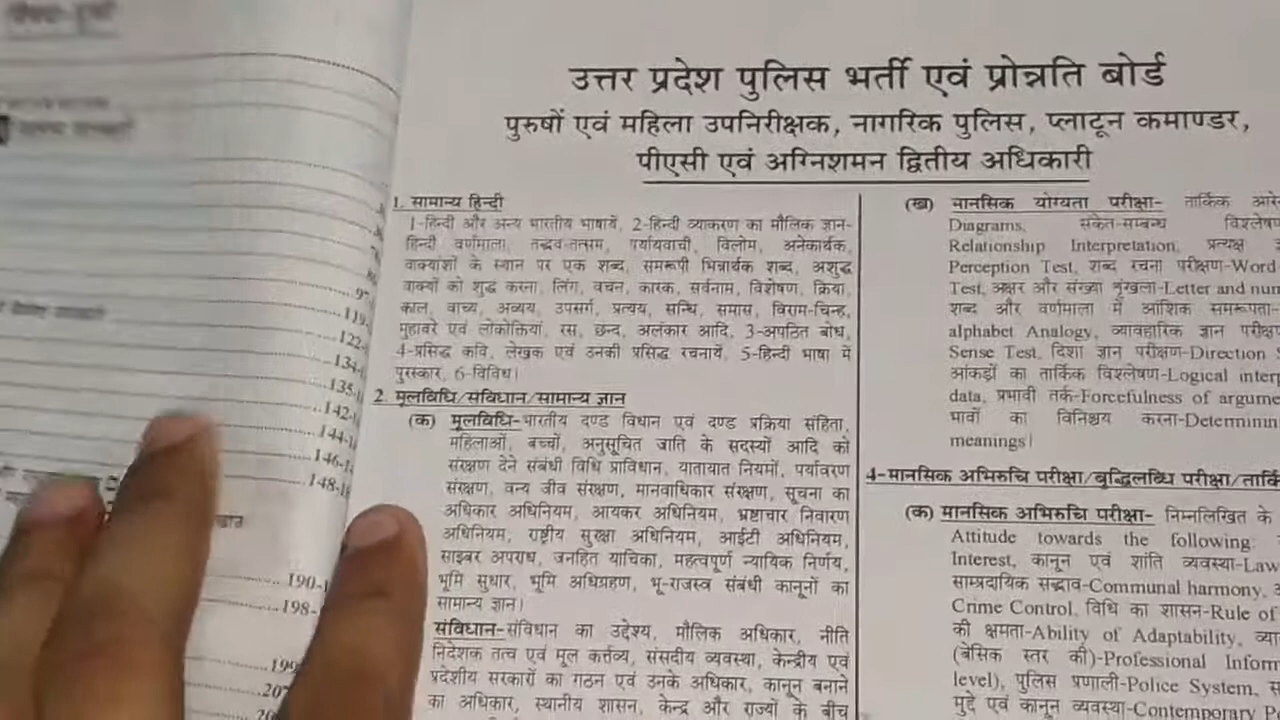 उत्तर प्रदेश पुलिस भर्ती एवं प्रोन्नति बोर्ड
पुरुषों एवं महिला उपनिरीक्षक, नागरिक पुलिस, प्लाटून कमाण्डर,
पीएसी एवं अग्निशमन द्वितीय अधिकारी
1. सामान्य हिन्दी
1-हिन्दी और अन्य भारतीय भाषायें, 2-हिन्दी व्याकरण का मौलिक ज्ञान-
हिन्दी वर्णमाला, तद्भव-तत्सम, पर्यायवाची, विलोम, अनेकार्थक,
वाक्यांशों के स्थान पर एक शब्द, समरूपी भिन्नार्थक शब्द, अशुद्ध
वाक्यों को शुद्ध करना, लिंग, वचन, कारक, सर्वनाम, विशेषण, क्रिया,
काल, वाच्य, अव्यय, उपसर्ग, प्रत्यय, सन्धि, समास, विराम-चिन्ह,
मुहावरे एवं लोकोक्तियां, रस, छन्द, अलंकार आदि, 3-अपठित बोध,
4-प्रसिद्ध कवि, लेखक एवं उनकी प्रसिद्ध रचनायें, 5-हिन्दी भाषा में
पुरस्कार, 6-विविध।
2. मूलविधि/संविधान/सामान्य ज्ञान
(क) मूलविधि-भारतीय दण्ड विधान एवं दण्ड प्रक्रिया संहिता,
महिलाओं, बच्चों, अनुसूचित जाति के सदस्यों आदि को
संरक्षण देने संबंधी विधि प्राविधान, यातायात नियमों, पर्यावरण
संरक्षण, वन्य जीव संरक्षण, मानवाधिकार संरक्षण, सूचना का
अधिकार अधिनियम, आयकर अधिनियम, भ्रष्टाचार निवारण
अधिनियम, राष्ट्रीय सुरक्षा अधिनियम, आईटी अधिनियम,
साइबर अपराध, जनहित याचिका, महत्वपूर्ण न्यायिक निर्णय,
भूमि सुधार, भूमि अधिग्रहण, भू-राजस्व संबंधी कानूनों का
सामान्य ज्ञान।
संविधान-संविधान का उद्देश्य, मौलिक अधिकार, नीति
निदेशक तत्व एवं मूल कर्त्तव्य, संसदीय व्यवस्था, केन्द्रीय एवं
प्रदेशीय सरकारों का गठन एवं उनके अधिकार, कानून बनाने
का अधिकार, स्थानीय शासन, केन्द्र और राज्यों के बीच
(ख) मानसिक योग्यता परीक्षा- तार्किक
Diagrams, संकेत-सम्बन्ध
Relationship Interpretation, प्रत्यक्ष
Perception Test, शब्द रचना परीक्षण-Word
Test, अक्षर और संख्या शृंखला-Letter and
शब्द और वर्णमाला में आंशिक समरूपता-
alphabet Analogy, व्यावहारिक ज्ञान
Sense Test, दिशा ज्ञान परीक्षण-Direction
आंकड़ों का तार्किक विश्लेषण-Logical
data, प्रभावी तर्क-Forcefulness of
भावों का विनिश्चय करना-
meanings।
4-मानसिक अभिरुचि परीक्षा/बुद्धिलब्धि परीक्षा/
(क) मानसिक अभिरुचि परीक्षा- निम्नलिखित के
Attitude towards the following:
Interest, कानून एवं शांति व्यवस्था-Law
साम्प्रदायिक सद्भाव-Communal harmony,
Crime Control, विधि का शासन-Rule of
की क्षमता-Ability of Adaptability,
(बेसिक स्तर की)-Professional
level), पुलिस प्रणाली-Police System,
मुद्दे एवं कानून व्यवस्था-Contemporary